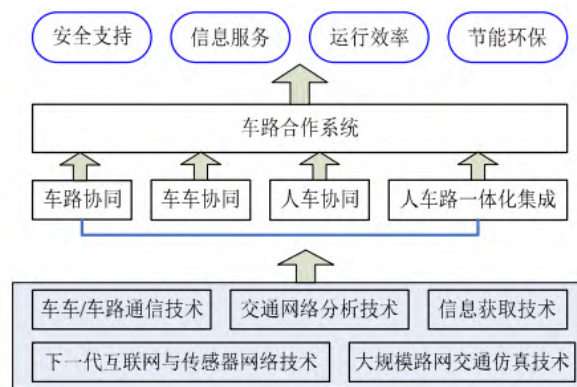 安全支持 信息服务 运行效率 节能环保
车路合作系统
车路协同 车车协同 人车协同 人车路一体化集成
车车/车路通信技术 交通网络分析技术 信息获取技术
下一代互联网与传感器网络技术 大规模路网交通仿真技术